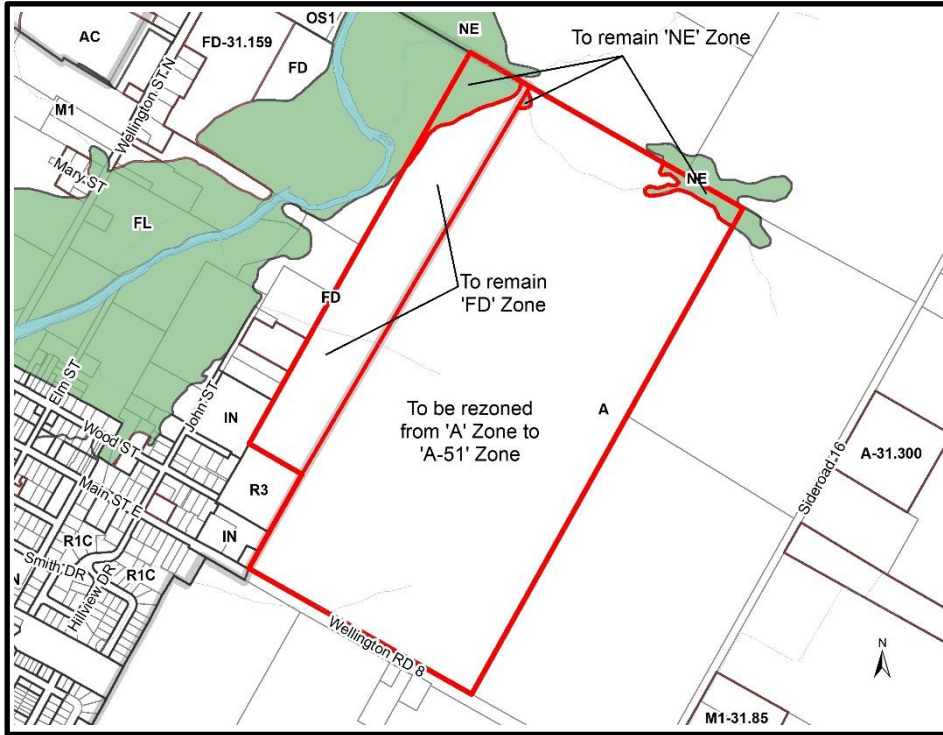 OS1
NE
To remain 'NE' Zone
AC
FD-31.159
FD
Wellington ST N
M1
Mary ST
NE
FL
To remain
'FD' Zone
FD
Elm ST
John ST
IN
To be rezoned
from 'A' Zone to
'A-51' Zone
A
A-31.300
Sideroad 16
Wood ST
Main ST E
R3
IN
R1C
Smith DR
R1C
Hillview DR
N
Wellington RD 8
N
M1-31.85